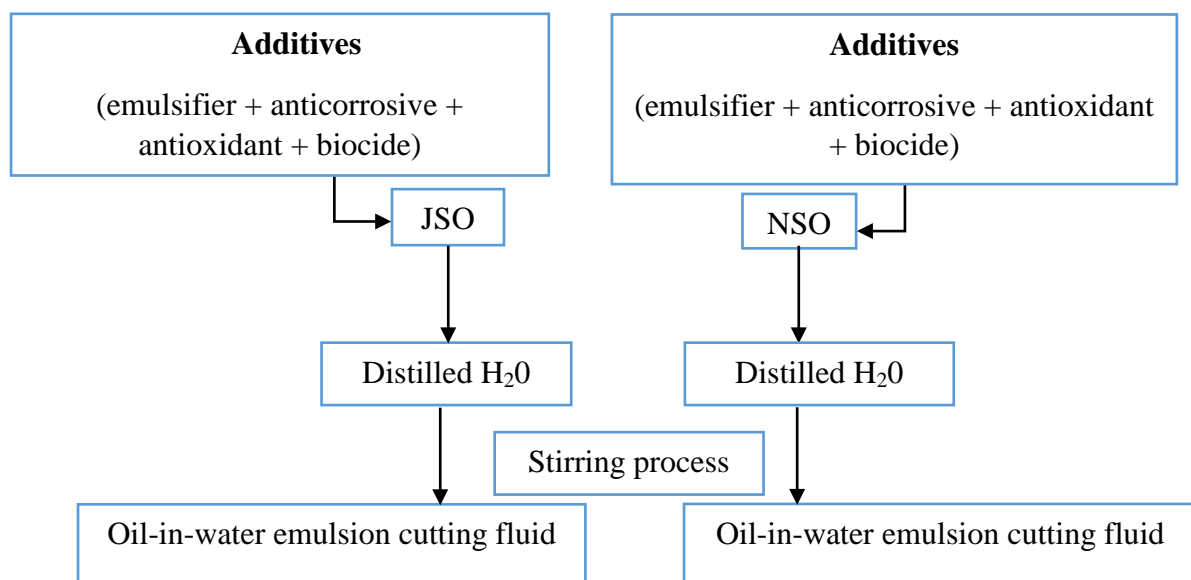 Additives
(emulsifier + anticorrosive +
antioxidant + biocide)
Additives
(emulsifier + anticorrosive + antioxidant
+ biocide)
JSO
NSO
Distilled H₂0
Distilled H₂0
Stirring process
Oil-in-water emulsion cutting fluid
Oil-in-water emulsion cutting fluid